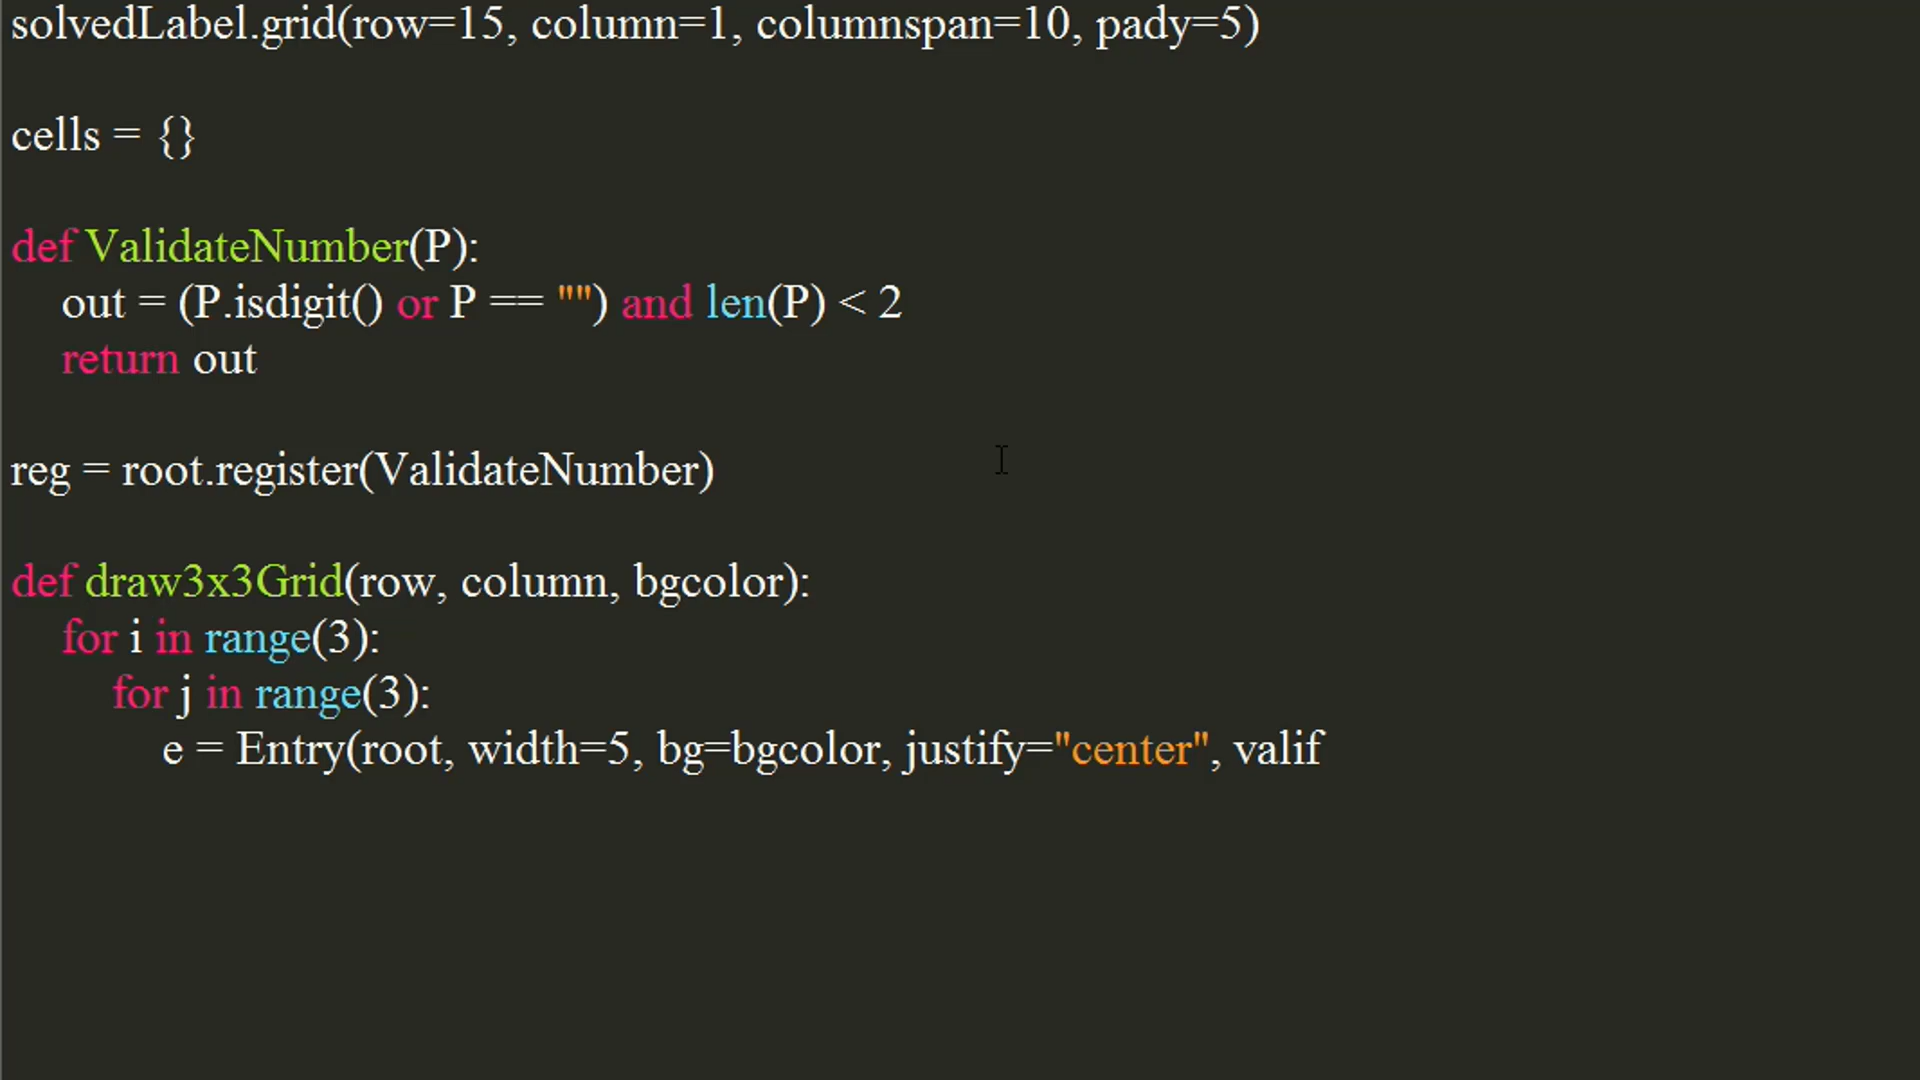 solvedLabel.grid(row=15, column=1, columnspan=10, pady=5)
cells = {}
def ValidateNumber(P):
    out = (P.isdigit() or P == "") and len(P) < 2
    return out
reg = root.register(ValidateNumber)
def draw3x3Grid(row, column, bgcolor):
    for i in range(3):
        for j in range(3):
            e = Entry(root, width=5, bg=bgcolor, justify="center", valif